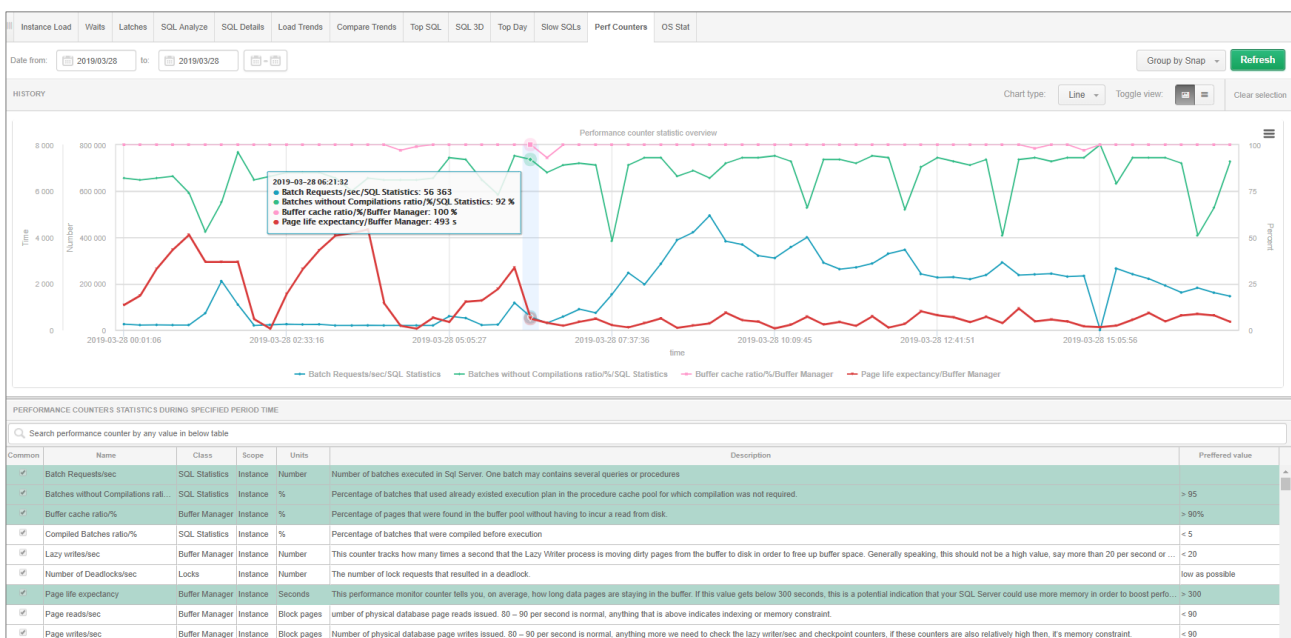 Instance Load Waits Latches SQL Analyze SQL Details Load Trends Compare Trends Top SQL SQL 3D Top Day Slow SQLs Perf Counters OS Stat
Date from: 2019/03/28 to: 2019/03/28 Group by Snap Refresh
HISTORY Chart type: Line Toggle view: Clear selection
Performance counter statistic overview
8 000 800 000 100
6 000 600 000 75
4 000 400 000 50
2 000 200 000 25
0 0 0
Time Number Percent
2019-03-28 06:21:32
Batch Requests/sec/SQL Statistics: 56 363
Batches without Compilations ratio/%/SQL Statistics: 92 %
Buffer cache ratio/%/Buffer Manager: 100 %
Page life expectancy/Buffer Manager: 493 s
2019-03-28 00:01:06 2019-03-28 02:33:16 2019-03-28 05:05:27 2019-03-28 07:37:36 2019-03-28 10:09:45 2019-03-28 12:41:51 2019-03-28 15:05:56
time
Batch Requests/sec/SQL Statistics Batches without Compilations ratio/%/SQL Statistics Buffer cache ratio/%/Buffer Manager Page life expectancy/Buffer Manager
PERFORMANCE COUNTERS STATISTICS DURING SPECIFIED PERIOD TIME
Search performance counter by any value in below table
Common Name Class Scope Units Description Preffered value
Batch Requests/sec SQL Statistics Instance Number Number of batches executed in Sql Server. One batch may contains several queries or procedures
Batches without Compilations rati... SQL Statistics Instance % Percentage of batches that used already existed execution plan in the procedure cache pool for which compilation was not required. > 95
Buffer cache ratio/% Buffer Manager Instance % Percentage of pages that were found in the buffer pool without having to incur a read from disk. > 90%
Compiled Batches ratio/% SQL Statistics Instance % Percentage of batches that were compiled before execution < 5
Lazy writes/sec Buffer Manager Instance Number This counter tracks how many times a second that the Lazy Writer process is moving dirty pages from the buffer to disk in order to free up buffer space. Generally speaking, this should not be a high value, say more than 20 per second or ... < 20
Number of Deadlocks/sec Locks Instance Number The number of lock requests that resulted in a deadlock. low as possible
Page life expectancy Buffer Manager Instance Seconds This performance monitor counter tells you, on average, how long data pages are staying in the buffer. If this value gets below 300 seconds, this is a potential indication that your SQL Server could use more memory in order to boost perfo... > 300
Page reads/sec Buffer Manager Instance Block pages umber of physical database page reads issued. 80 – 90 per second is normal, anything that is above indicates indexing or memory constraint. < 90
Page writes/sec Buffer Manager Instance Block pages Number of physical database page writes issued. 80 – 90 per second is normal, anything more we need to check the lazy writer/sec and checkpoint counters, if these counters are also relatively high then, it's memory constraint. < 90